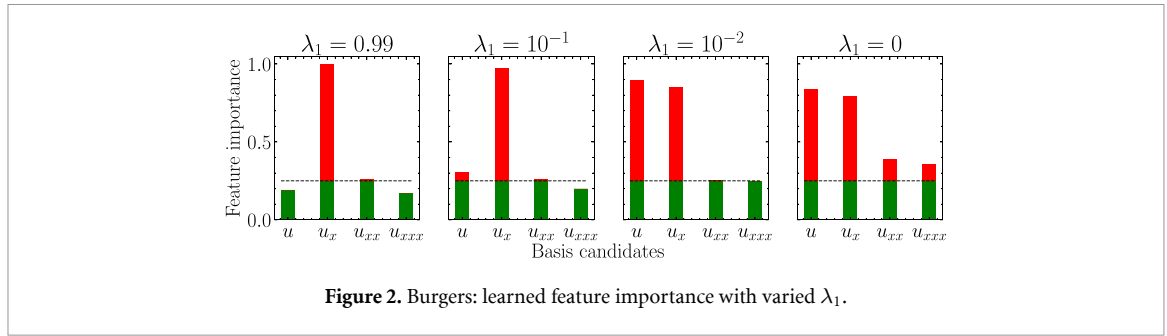 λ₁ = 0.99 λ₁ = 10⁻¹ λ₁ = 10⁻² λ₁ = 0
Feature importance
1.0
0.5
0.0
u uₓ uₓₓ uₓₓₓ u uₓ uₓₓ uₓₓₓ u uₓ uₓₓ uₓₓₓ u uₓ uₓₓ uₓₓₓ
Basis candidates
Figure 2. Burgers: learned feature importance with varied λ₁.